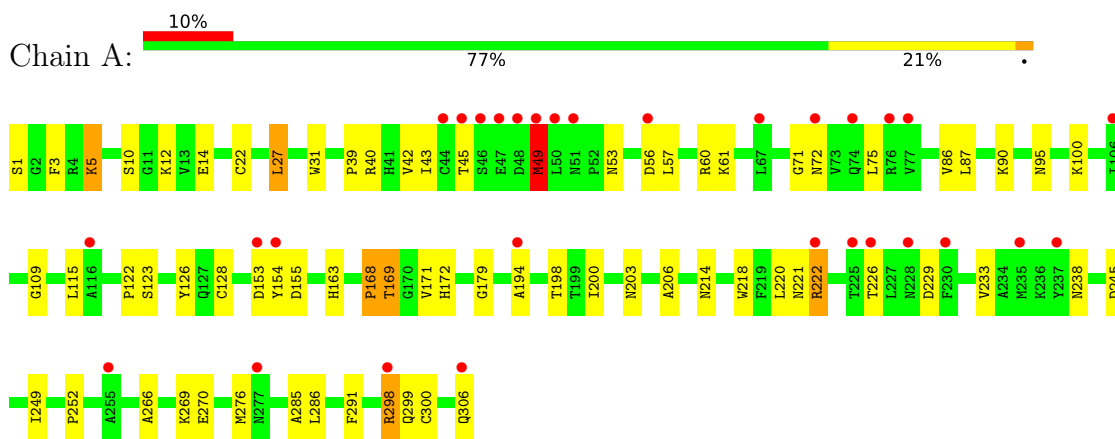 10%
Chain A:
77% 21% •
S1 G2 F3 R4 K5 S10 G11 K12 V13 E14 C22 L27 W31 P39 R40 H41 V42 I43 C44 T45 S46 E47 D48 M49 L50 N51 P52 N53 D56 L57 R60 K61 L67 G71 N72 V73 Q74 L75 R76 V77 V86 L87 K90 N95 K100 I106
G109 L115 A116 P122 S123 Y126 Q127 C128 D153 Y154 D155 H163 P168 T169 G170 V171 H172 G179 A194 T198 T199 I200 N203 A206 N214 W218 F219 L220 N221 R222 T225 T226 L227 N228 D229 F230 V233 A234 M235 K236 Y237 N238 D245
I249 P252 A255 A266 K269 E270 M276 N277 A285 L286 F291 R298 Q299 C300 Q306